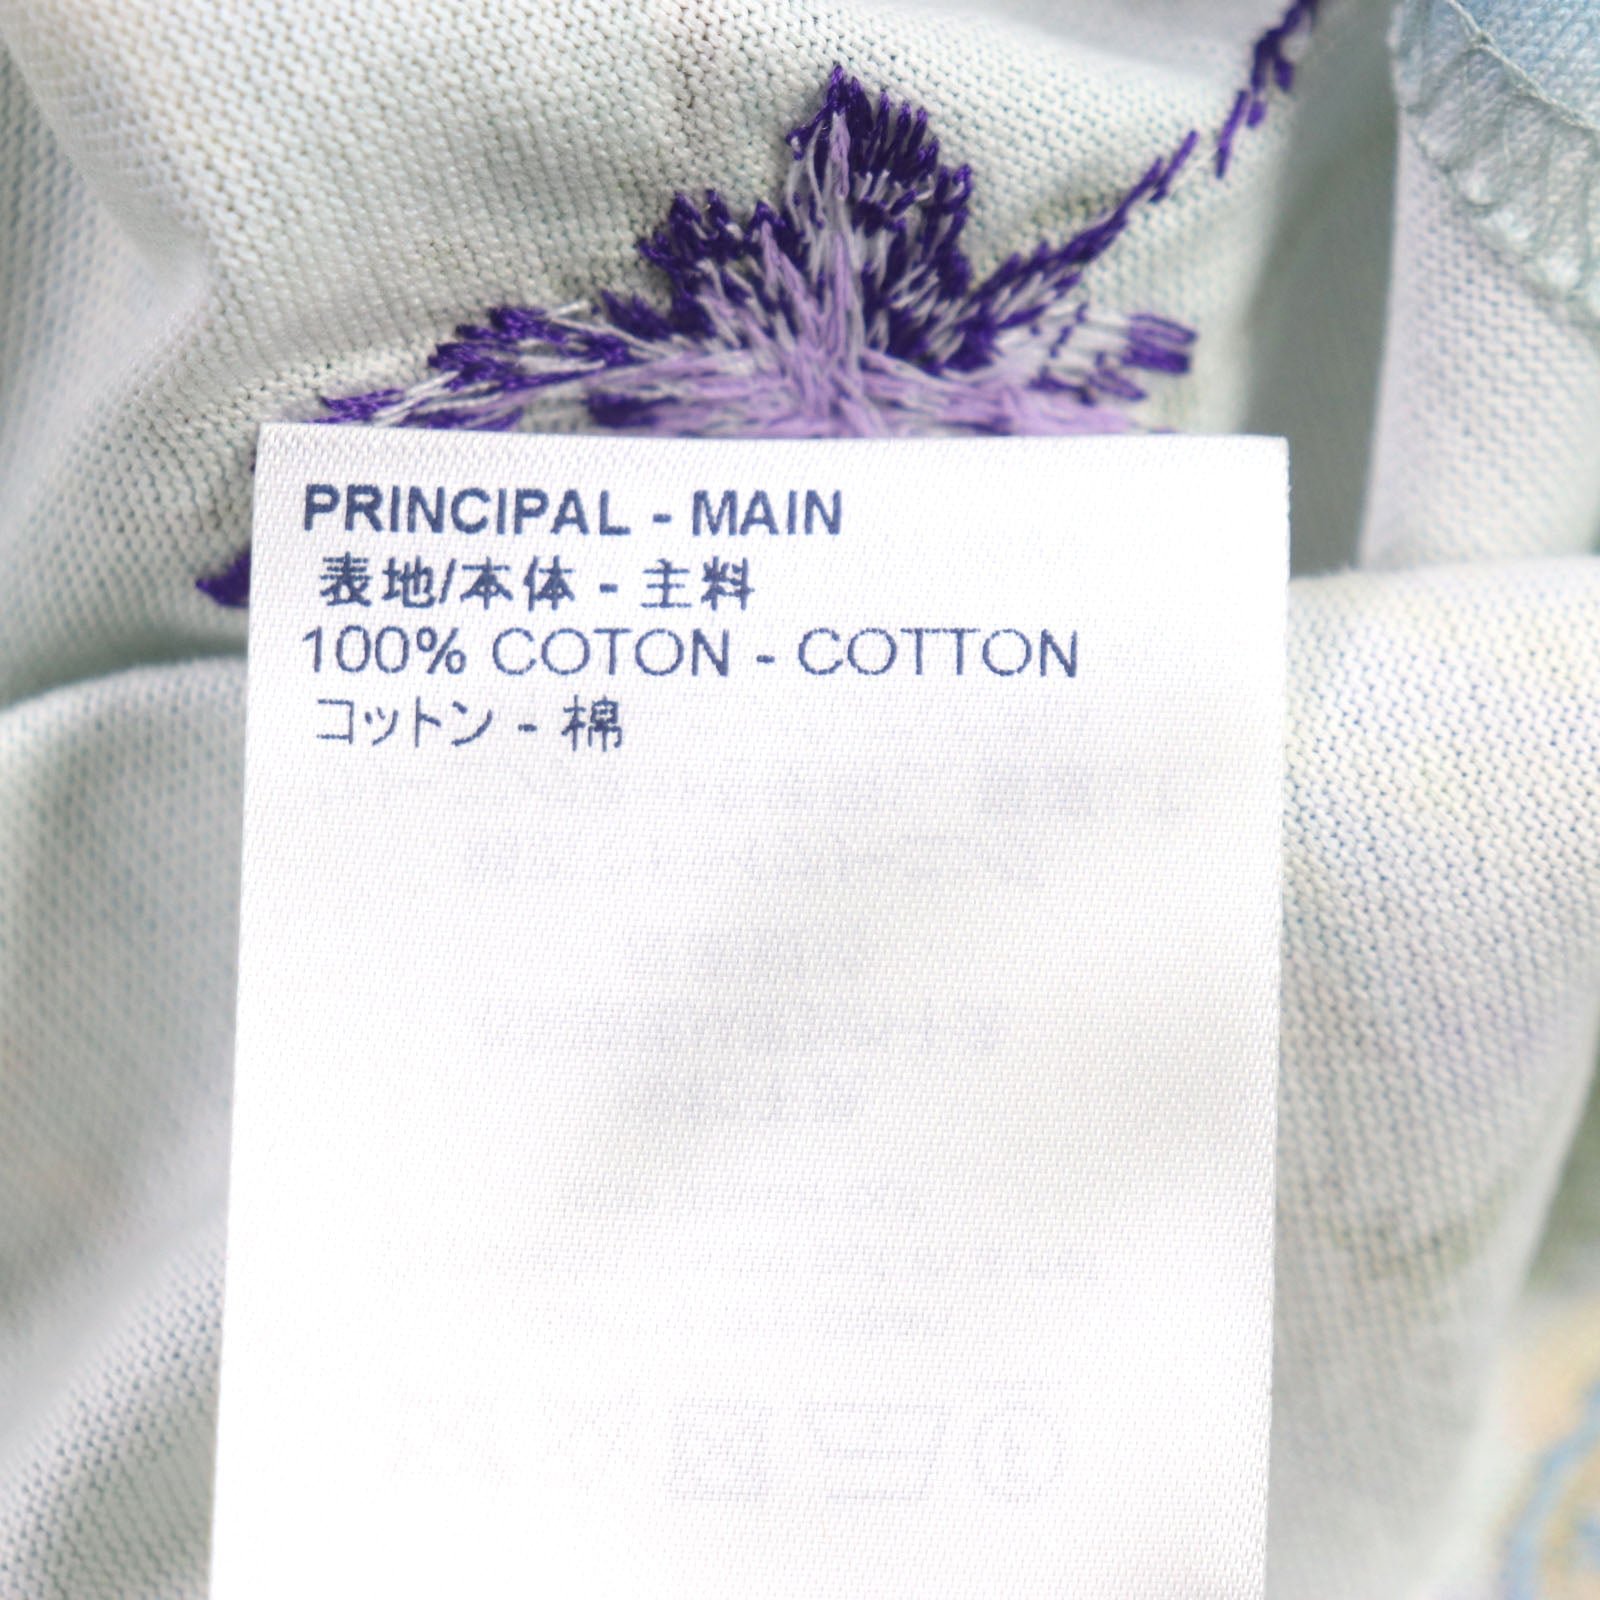 PRINCIPAL - MAIN
表地/本体 - 主料
100% COTON - COTTON
コットン - 棉